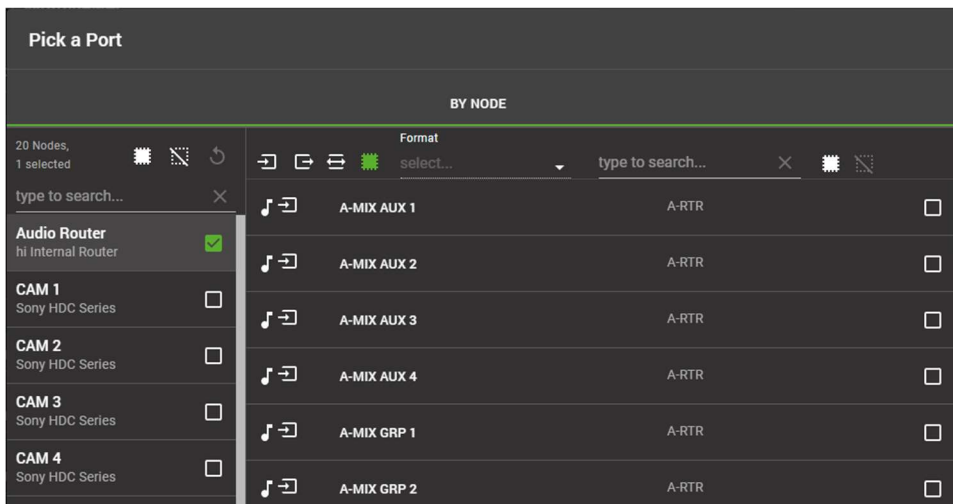 Pick a Port
BY NODE
20 Nodes,
1 selected
type to search...
Audio Router
hi Internal Router
CAM 1
Sony HDC Series
CAM 2
Sony HDC Series
CAM 3
Sony HDC Series
CAM 4
Sony HDC Series
Format
select...
type to search...
A-MIX AUX 1 A-RTR
A-MIX AUX 2 A-RTR
A-MIX AUX 3 A-RTR
A-MIX AUX 4 A-RTR
A-MIX GRP 1 A-RTR
A-MIX GRP 2 A-RTR